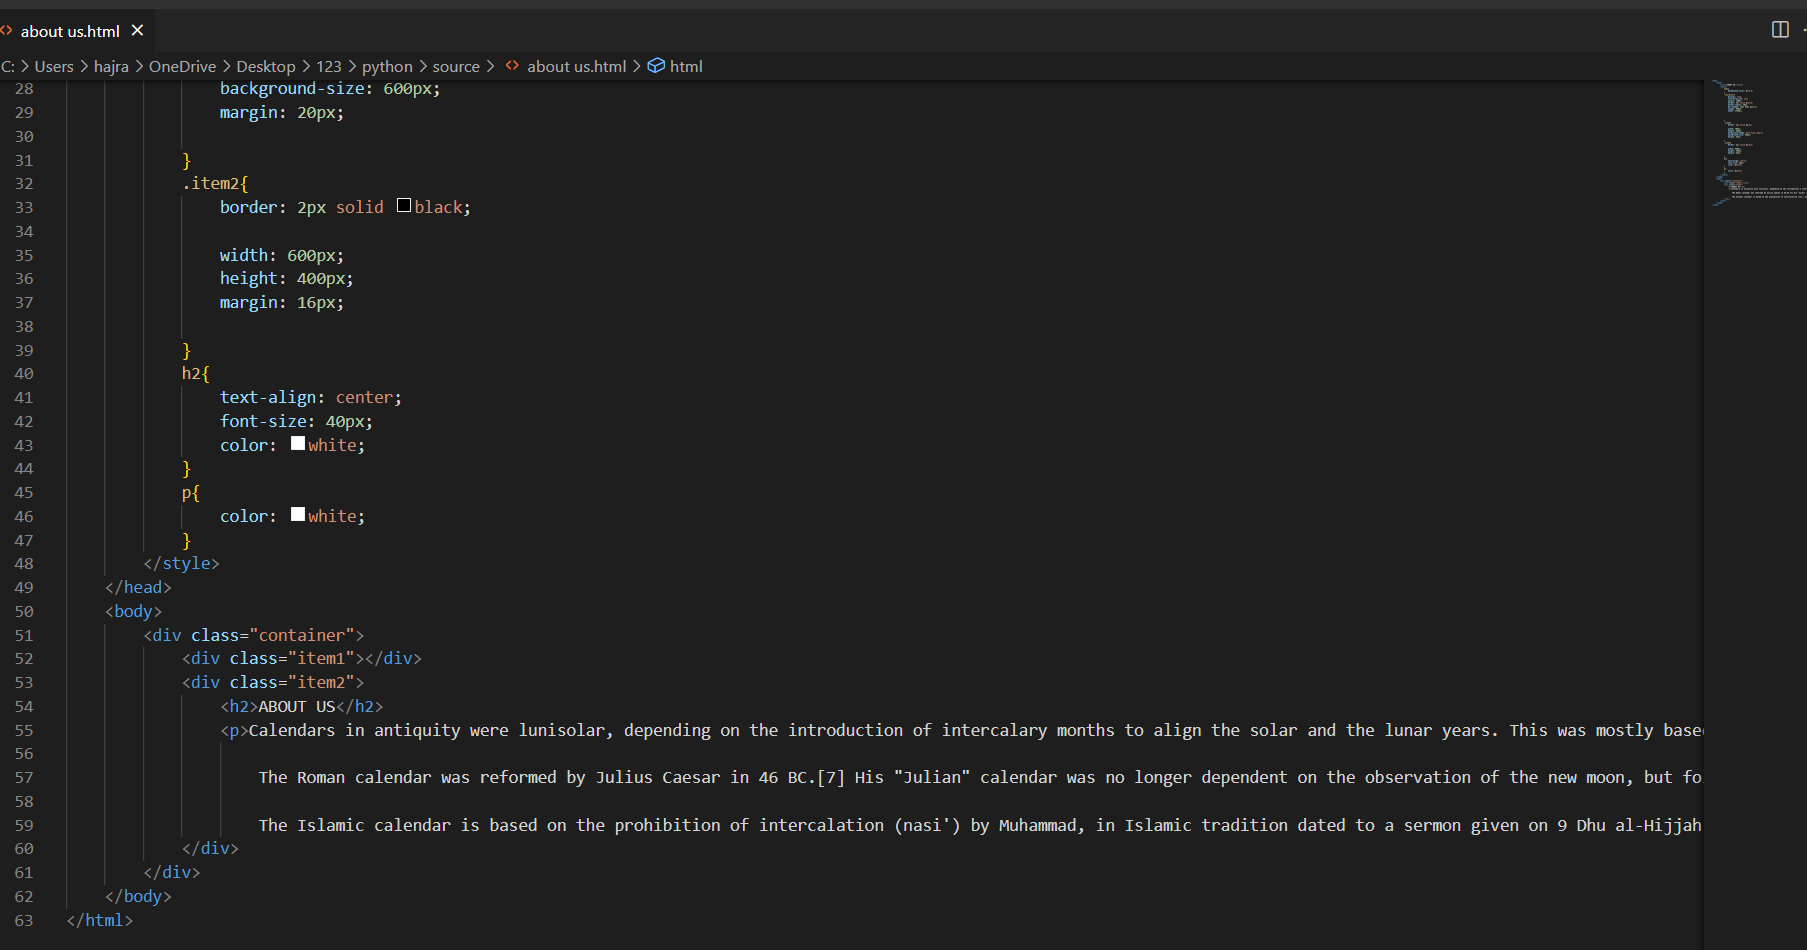 about us.html
C: > Users > hajra > OneDrive > Desktop > 123 > python > source > about us.html > html
28 background-size: 600px;
29 margin: 20px;
30
31 }
32 .item2{
33 border: 2px solid black;
34
35 width: 600px;
36 height: 400px;
37 margin: 16px;
38
39 }
40 h2{
41 text-align: center;
42 font-size: 40px;
43 color: white;
44 }
45 p{
46 color: white;
47 }
48 </style>
49 </head>
50 <body>
51 <div class="container">
52 <div class="item1"></div>
53 <div class="item2">
54 <h2>ABOUT US</h2>
55 <p>Calendars in antiquity were lunisolar, depending on the introduction of intercalary months to align the solar and the lunar years. This was mostly base
56
57 The Roman calendar was reformed by Julius Caesar in 46 BC.[7] His "Julian" calendar was no longer dependent on the observation of the new moon, but fo
58
59 The Islamic calendar is based on the prohibition of intercalation (nasi') by Muhammad, in Islamic tradition dated to a sermon given on 9 Dhu al-Hijjah
60 </div>
61 </div>
62 </body>
63 </html>